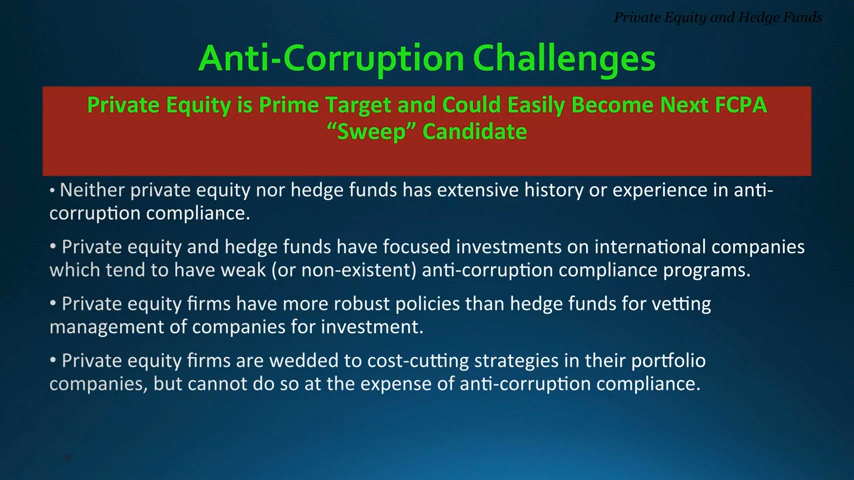 Private Equity and Hedge Funds
Anti-Corruption Challenges
Private Equity is Prime Target and Could Easily Become Next FCPA
“Sweep” Candidate
• Neither private equity nor hedge funds has extensive history or experience in anti-
corruption compliance.
• Private equity and hedge funds have focused investments on international companies
which tend to have weak (or non-existent) anti-corruption compliance programs.
• Private equity firms have more robust policies than hedge funds for vetting
management of companies for investment.
• Private equity firms are wedded to cost-cutting strategies in their portfolio
companies, but cannot do so at the expense of anti-corruption compliance.